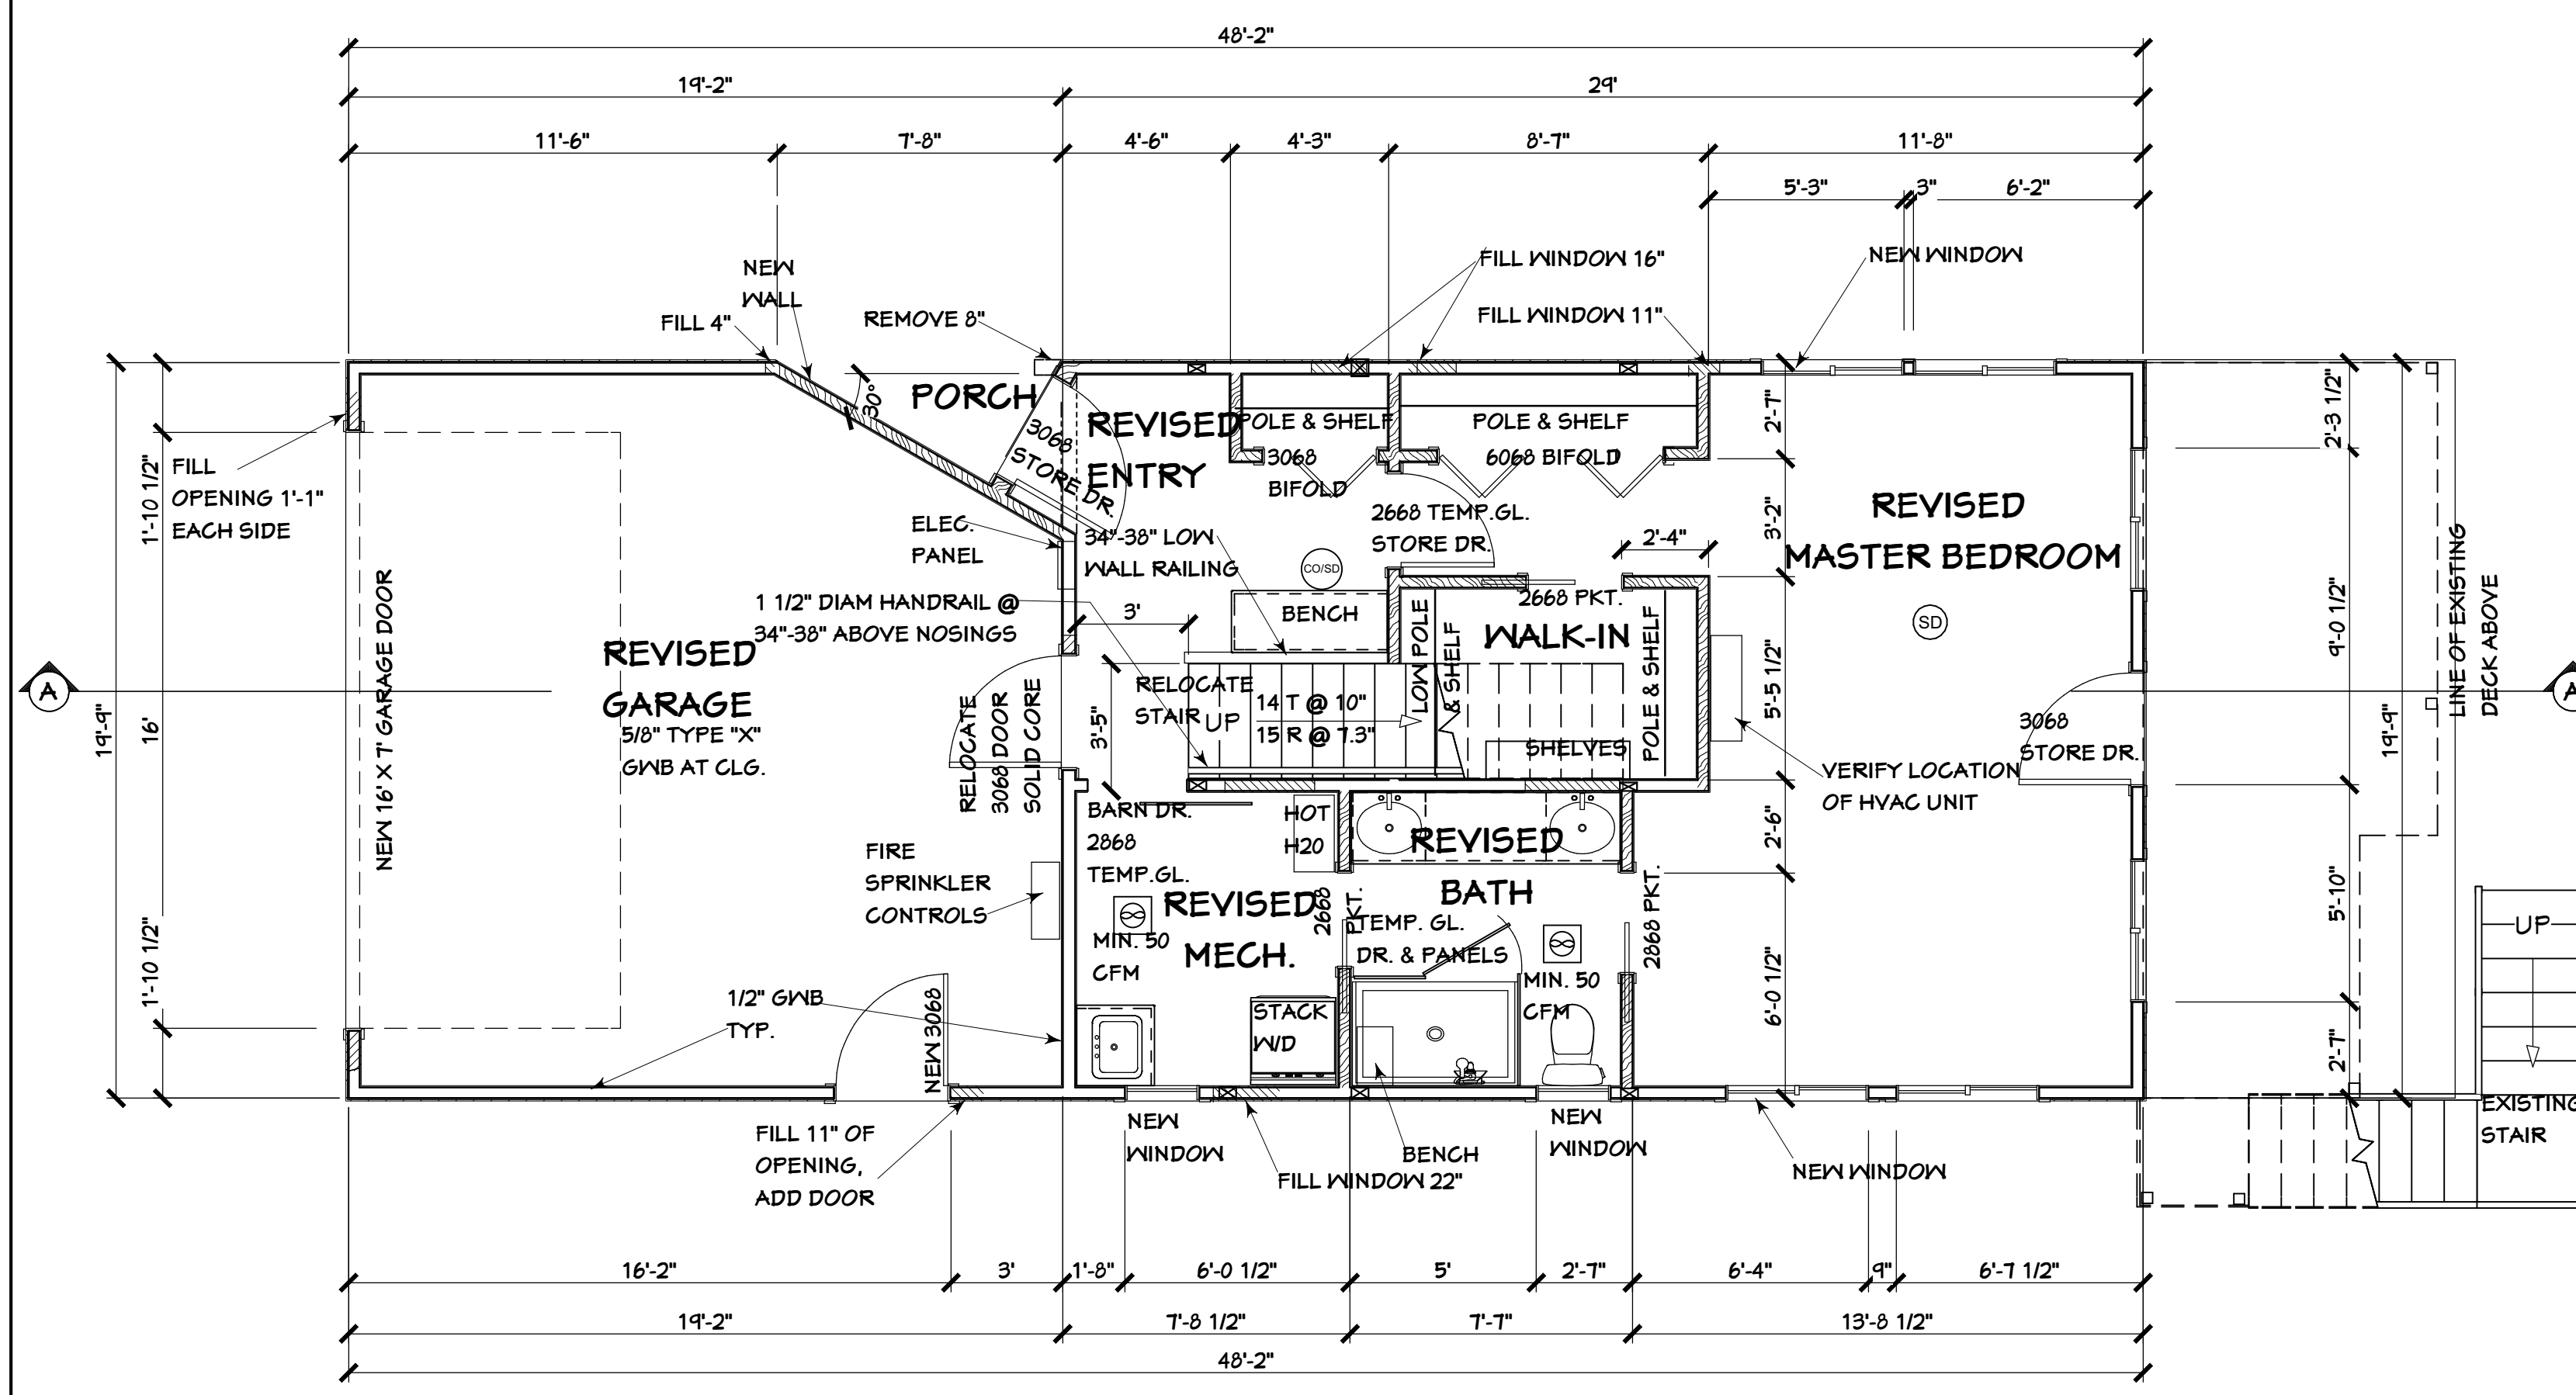 48'-2"
19'-2"
29'
11'-6"
7'-8"
4'-6"
4'-3"
8'-7"
11'-8"
5'-3"
3"
6'-2"
NEW
WALL
FILL 4"
REMOVE 8"
FILL WINDOW 16"
FILL WINDOW 11"
NEW WINDOW
30°
PORCH
3068
STORE DR.
REVISED
ENTRY
POLE & SHELF
3068
BIFOLD
POLE & SHELF
6068 BIFOLD
2'-7"
2'-3 1/2"
FILL
OPENING 1'-1"
EACH SIDE
1'-10 1/2"
ELEC.
PANEL
34"-38" LOW
WALL RAILING
2668 TEMP.GL.
STORE DR.
2'-4"
3'-2"
REVISED
MASTER BEDROOM
CO/SD
1 1/2" DIAM HANDRAIL @
34"-38" ABOVE NOSINGS
3'
BENCH
2668 PKT.
WALK-IN
LOW POLE
& SHELF
POLE & SHELF
SD
9'-0 1/2"
LINE OF EXISTING
DECK ABOVE
A
19'-9"
16'
NEW 16' X 7' GARAGE DOOR
REVISED
GARAGE
5/8" TYPE "X"
GWB AT CLG.
RELOCATE
3068 DOOR
SOLID CORE
3'-5"
RELOCATE
STAIR
UP
14 T @ 10"
15 R @ 7.3"
SHELVES
5'-5 1/2"
VERIFY LOCATION
OF HVAC UNIT
3068
STORE DR.
19'-9"
A
FIRE
SPRINKLER
CONTROLS
BARN DR.
2868
TEMP.GL.
HOT
H20
REVISED
MECH.
MIN. 50
CFM
2668
PKT.
REVISED
BATH
TEMP. GL.
DR. & PANELS
MIN. 50
CFM
2868 PKT.
2'-6"
6'-0 1/2"
5'-10"
UP
1'-10 1/2"
1/2" GWB
TYP.
NEW 3068
STACK
W/D
2'-7"
EXISTING
STAIR
FILL 11" OF
OPENING,
ADD DOOR
NEW
WINDOW
FILL WINDOW 22"
BENCH
NEW
WINDOW
NEW WINDOW
16'-2"
3'
1'-8"
6'-0 1/2"
5'
2'-7"
6'-4"
9"
6'-7 1/2"
19'-2"
7'-8 1/2"
7'-7"
13'-8 1/2"
48'-2"